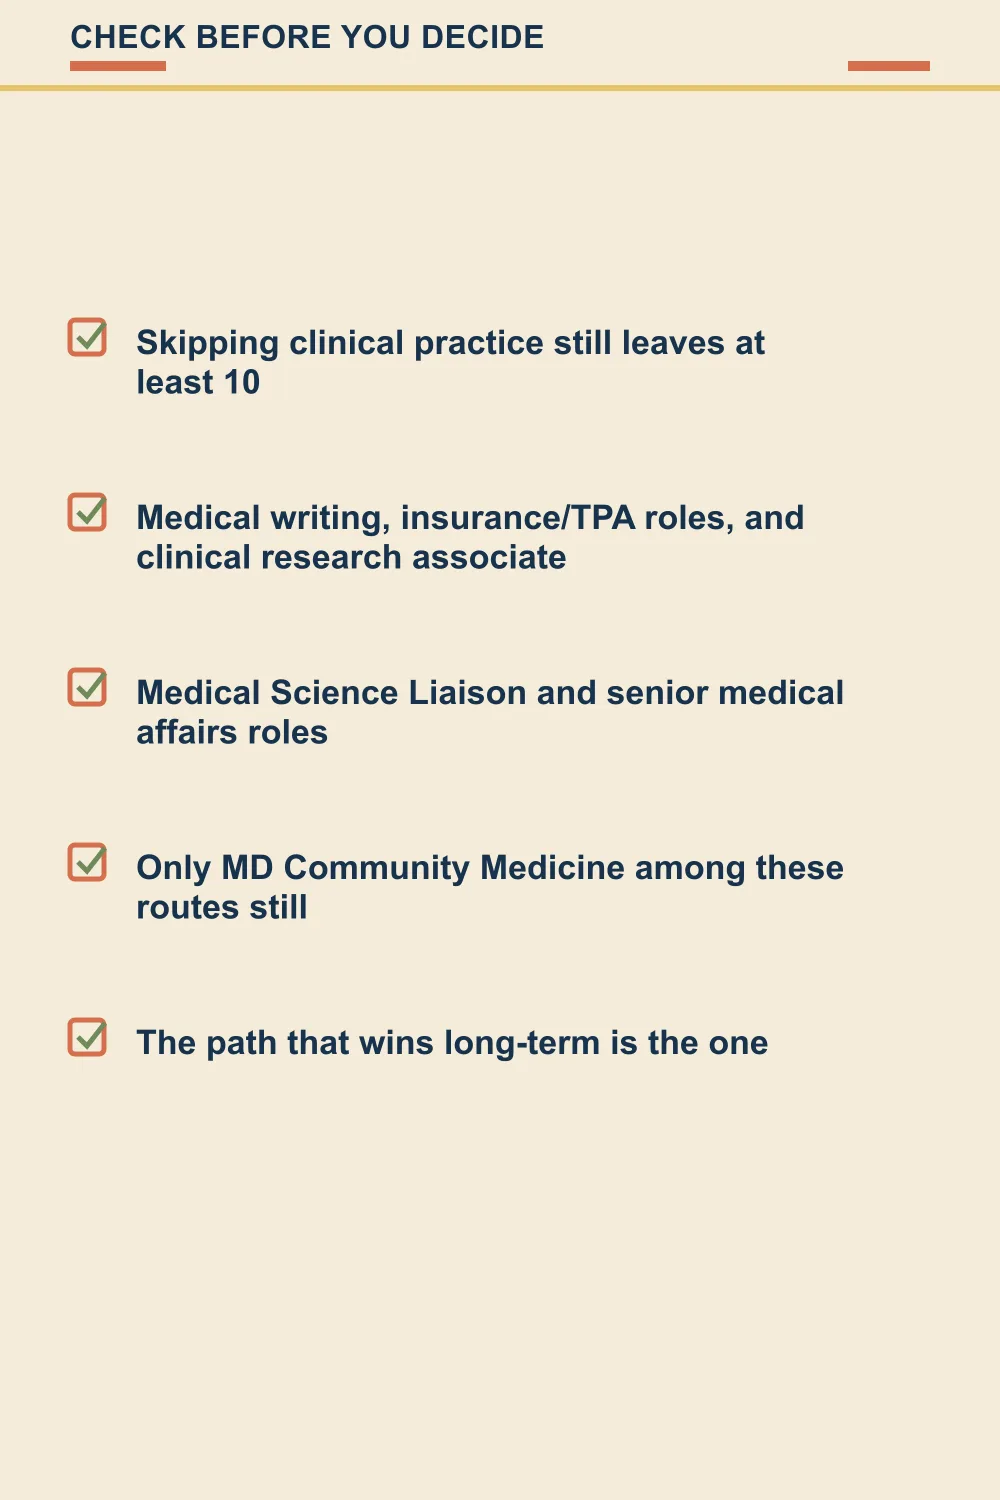 CHECK BEFORE YOU DECIDE
Skipping clinical practice still leaves at
least 10
Medical writing, insurance/TPA roles, and
clinical research associate
Medical Science Liaison and senior medical
affairs roles
Only MD Community Medicine among these
routes still
The path that wins long-term is the one